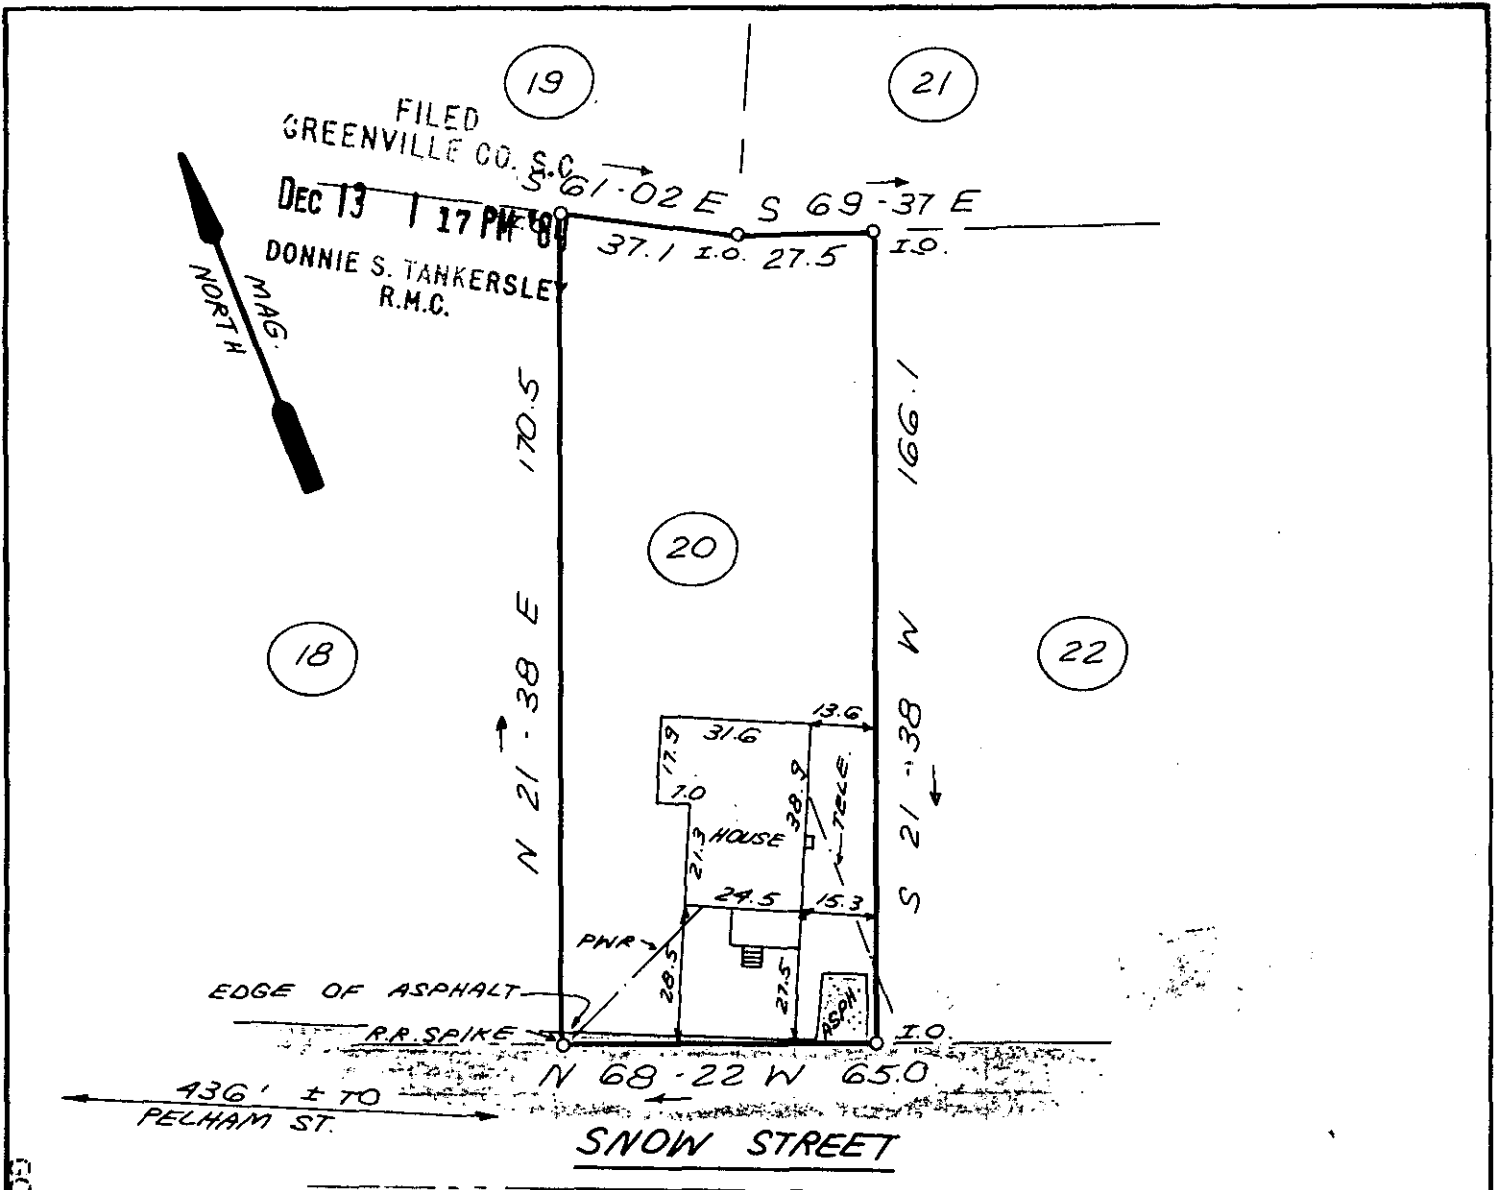 19
21
FILED
GREENVILLE CO. S.C.
DEC 13 1 17 PM '84
DONNIE S. TANKERSLEY
R.M.C.
S 61-02 E
S 69-37 E
37.1
I.O.
27.5
I.O.
MAG.
NORTH
170.5
166.1
20
18
22
N 21-38 E
S 21-38 W
13.6
31.6
17.9
7.0
38.9
TELE.
HOUSE
21.3
24.5
15.3
PWR
28.5
27.5
ASPH.
EDGE OF ASPHALT
R.R. SPIKE
I.O.
N 68-22 W 65.0
436' ± TO
PELHAM ST.
SNOW STREET